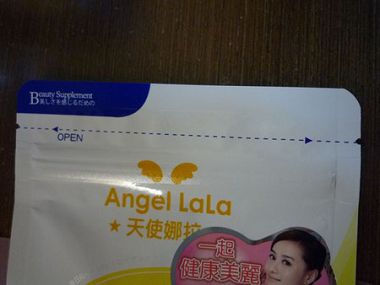 Beauty Supplement
美しさを感じるための
OPEN
Angel LaLa
★天使娜拉
一起
健康美麗